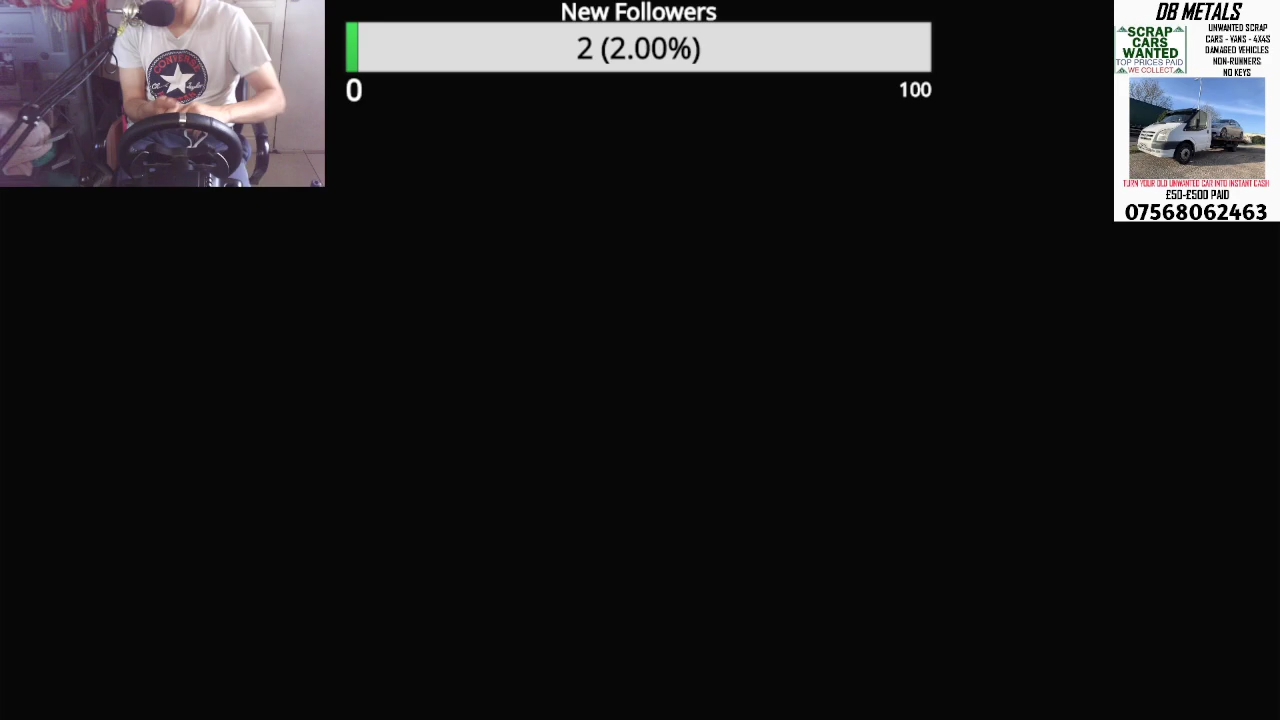 New Followers
2 (2.00%)
0
100
CONVERSE
DB METALS
SCRAP
CARS
WANTED
TOP PRICES PAID
WE COLLECT
UNWANTED SCRAP
CARS - VANS - 4X4S
DAMAGED VEHICLES
NON-RUNNERS
NO KEYS
TURN YOUR OLD UNWANTED CAR INTO INSTANT CASH
£50-£500 PAID
07568062463